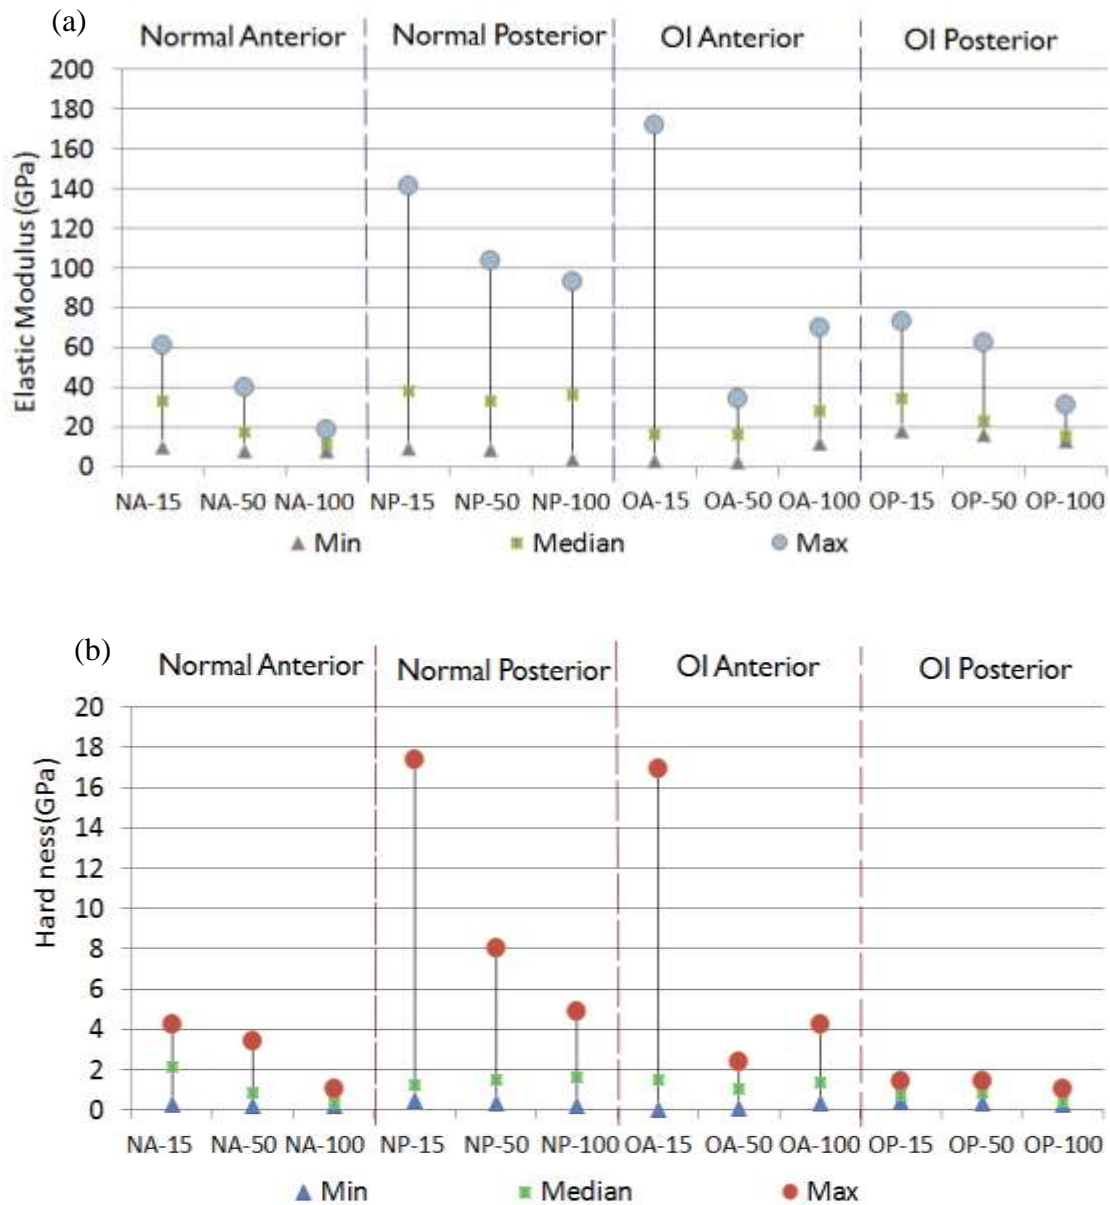 (a)
Normal Anterior Normal Posterior OI Anterior OI Posterior
Elastic Modulus (GPa)
200
180
160
140
120
100
80
60
40
20
0
NA-15 NA-50 NA-100 NP-15 NP-50 NP-100 OA-15 OA-50 OA-100 OP-15 OP-50 OP-100
Min Median Max
(b)
Normal Anterior Normal Posterior OI Anterior OI Posterior
Hard ness(GPa)
20
18
16
14
12
10
8
6
4
2
0
NA-15 NA-50 NA-100 NP-15 NP-50 NP-100 OA-15 OA-50 OA-100 OP-15 OP-50 OP-100
Min Median Max